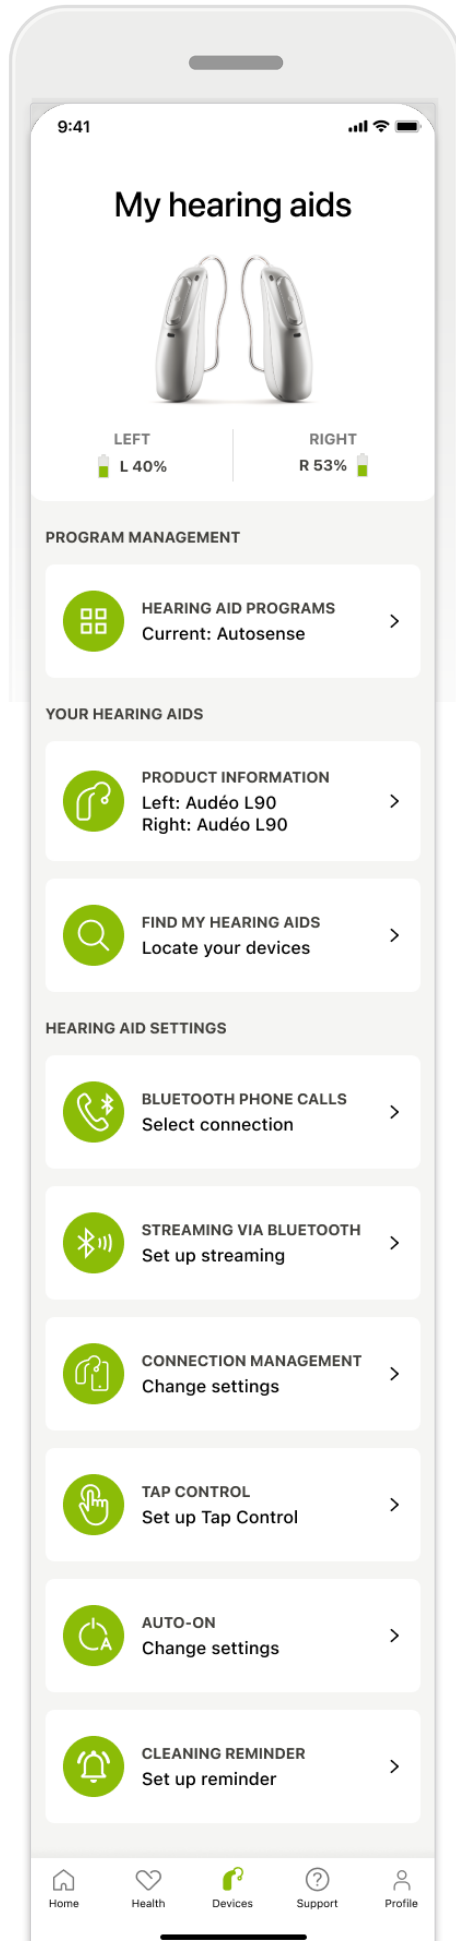 9:41
My hearing aids
LEFT
RIGHT
L 40%
R 53%
PROGRAM MANAGEMENT
HEARING AID PROGRAMS
Current: Autosense
YOUR HEARING AIDS
PRODUCT INFORMATION
Left: Audéo L90
Right: Audéo L90
FIND MY HEARING AIDS
Locate your devices
HEARING AID SETTINGS
BLUETOOTH PHONE CALLS
Select connection
STREAMING VIA BLUETOOTH
Set up streaming
CONNECTION MANAGEMENT
Change settings
TAP CONTROL
Set up Tap Control
AUTO-ON
Change settings
CLEANING REMINDER
Set up reminder
Home
Health
Devices
Support
Profile